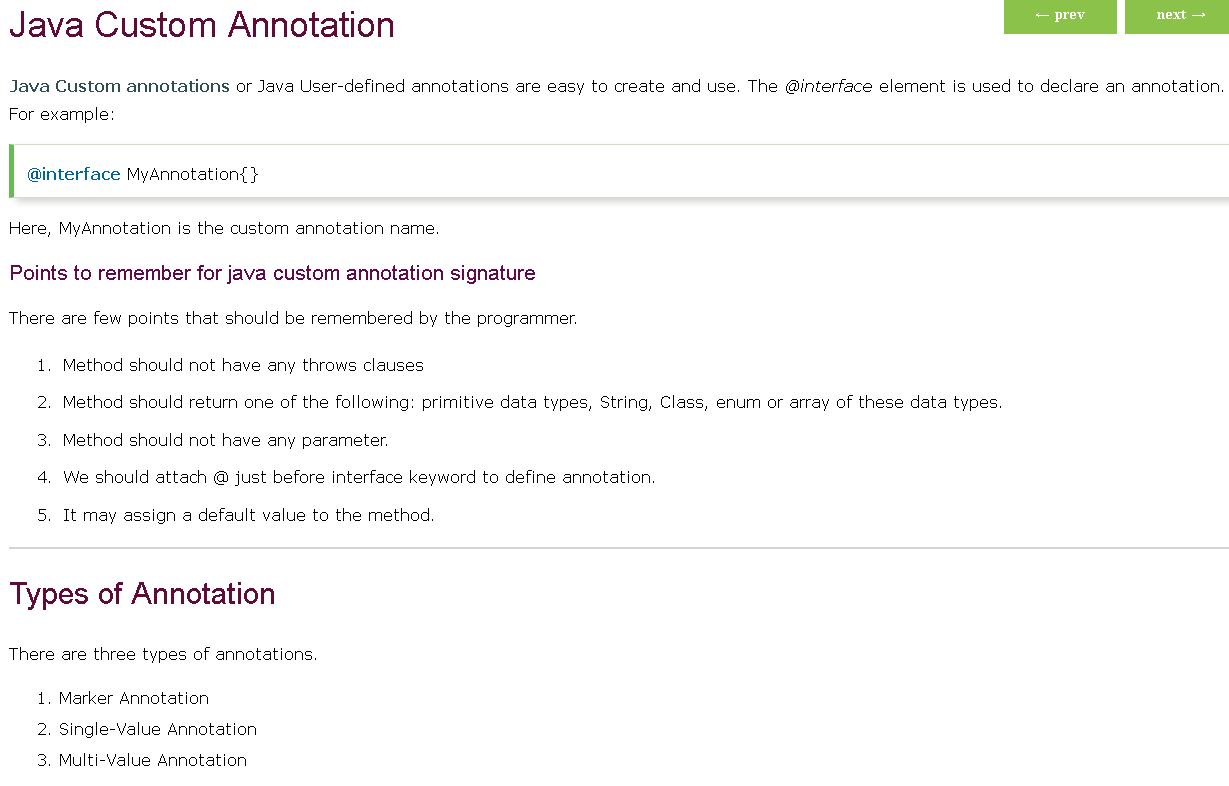 Java Custom Annotation
← prev
next →
Java Custom annotations or Java User-defined annotations are easy to create and use. The @interface element is used to declare an annotation.
For example:
@interface MyAnnotation{}
Here, MyAnnotation is the custom annotation name.
Points to remember for java custom annotation signature
There are few points that should be remembered by the programmer.
1. Method should not have any throws clauses
2. Method should return one of the following: primitive data types, String, Class, enum or array of these data types.
3. Method should not have any parameter.
4. We should attach @ just before interface keyword to define annotation.
5. It may assign a default value to the method.
Types of Annotation
There are three types of annotations.
1. Marker Annotation
2. Single-Value Annotation
3. Multi-Value Annotation